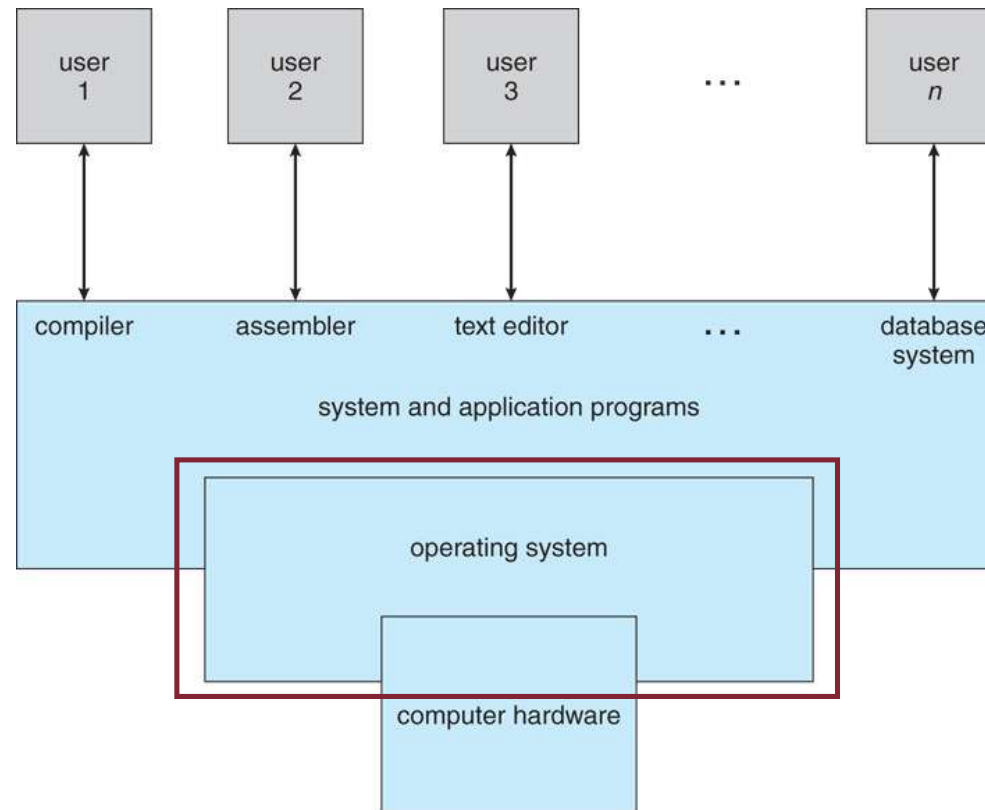 user
1
user
2
user
3
...
user
n
compiler
assembler
text editor
...
database
system
system and application programs
operating system
computer hardware